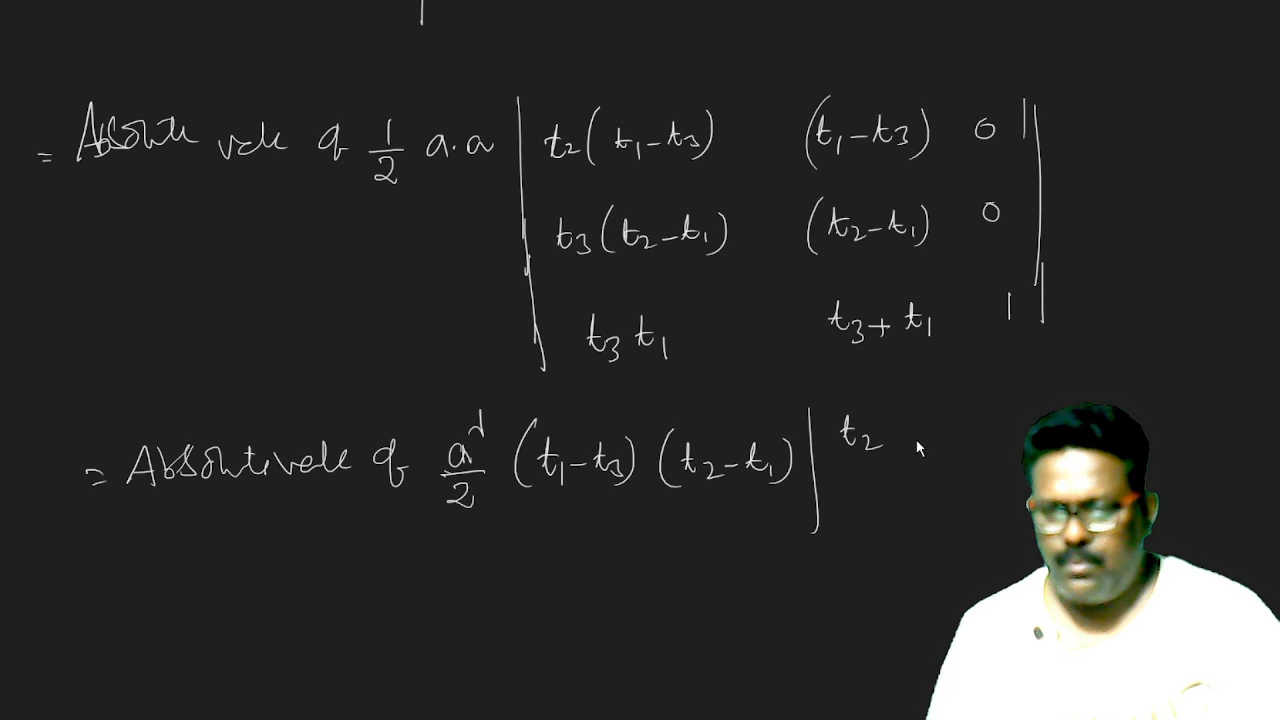 = Absolute value of 1/2 a.a | t₂(t₁-t₃) (t₁-t₃) 0 |
t₃(t₂-t₁) (t₂-t₁) 0
t₃ t₁ t₃+t₁ 1
= Absolute value of a²/2 (t₁-t₃) (t₂-t₁) | t₂